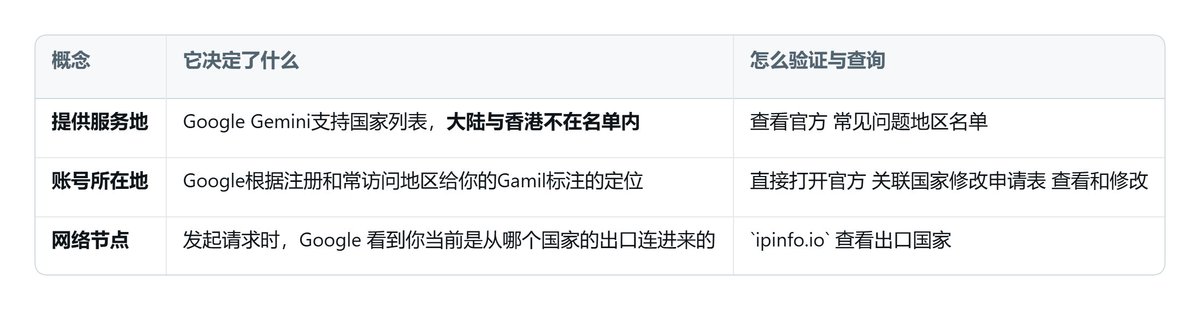 概念 它决定了什么 怎么验证与查询
提供服务地 Google Gemini支持国家列表，大陆与香港不在名单内 查看官方 常见问题地区名单
账号所在地 Google根据注册和常访问地区给你的Gamil标注的定位 直接打开官方 关联国家修改申请表 查看和修改
网络节点 发起请求时，Google 看到你当前是从哪个国家的出口连进来的 `ipinfo.io` 查看出口国家